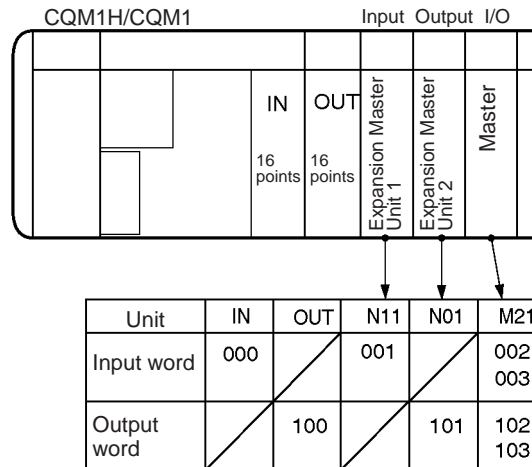 CQM1H/CQM1 Input Output I/O
IN OUT
16 points 16 points
Expansion Master Unit 1
Expansion Master Unit 2
Master
Unit IN OUT N11 N01 M21
Input word 000 001 002
003
Output word 100 101 102
103